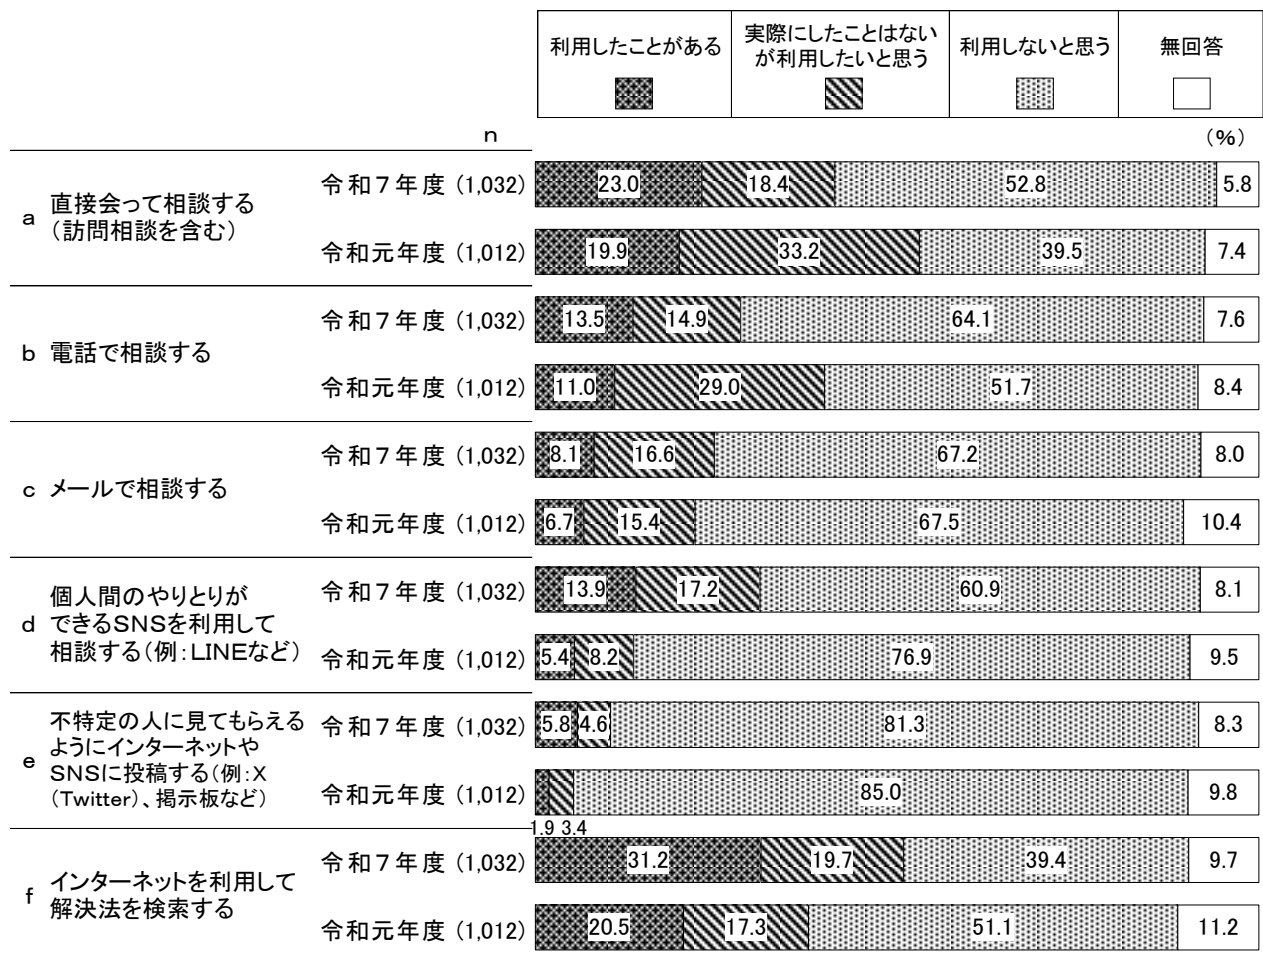 利用したことがある
実際にしたことはない
が利用したいと思う
利用しないと思う
無回答
n
（％）
a
直接会って相談する
（訪問相談を含む）
令和７年度 (1,032)
23.0 18.4 52.8 5.8
令和元年度 (1,012)
19.9 33.2 39.5 7.4
b
電話で相談する
令和７年度 (1,032)
13.5 14.9 64.1 7.6
令和元年度 (1,012)
11.0 29.0 51.7 8.4
c
メールで相談する
令和７年度 (1,032)
8.1 16.6 67.2 8.0
令和元年度 (1,012)
6.7 15.4 67.5 10.4
d
個人間のやりとりが
できるＳＮＳを利用して
相談する（例：ＬＩＮＥなど）
令和７年度 (1,032)
13.9 17.2 60.9 8.1
令和元年度 (1,012)
5.4 8.2 76.9 9.5
e
不特定の人に見てもらえる
ようにインターネットや
ＳＮＳに投稿する（例：Ｘ
（Twitter）、掲示板など）
令和７年度 (1,032)
5.8 4.6 81.3 8.3
令和元年度 (1,012)
1.9 3.4 85.0 9.8
f
インターネットを利用して
解決法を検索する
令和７年度 (1,032)
31.2 19.7 39.4 9.7
令和元年度 (1,012)
20.5 17.3 51.1 11.2